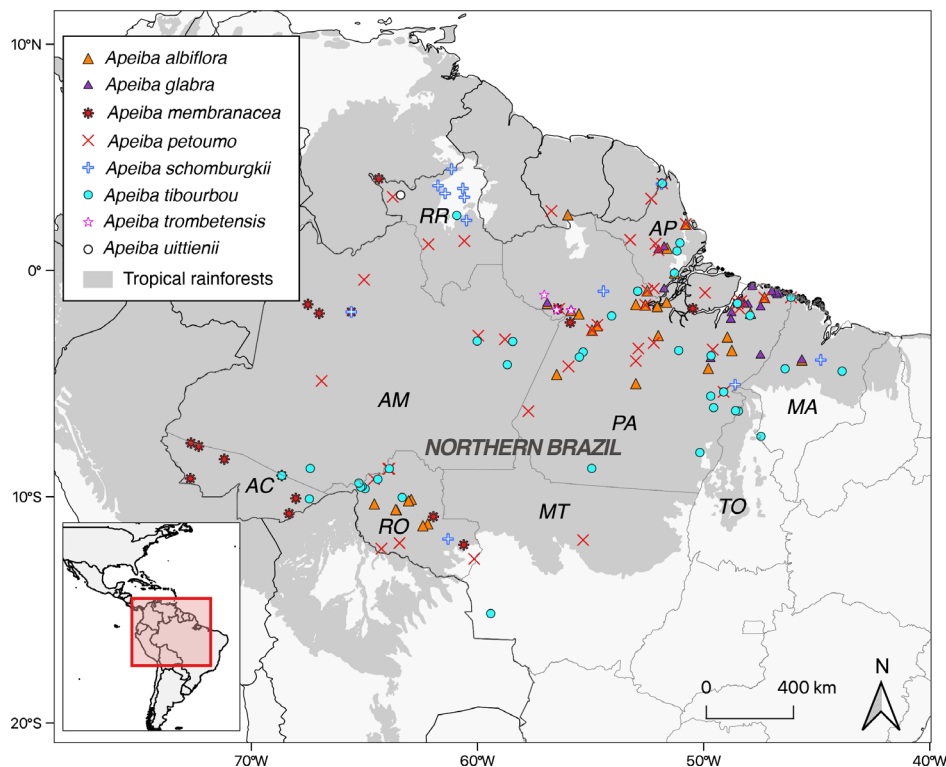 10°N
0°
10°S
20°S
Apeiba albiflora
Apeiba glabra
Apeiba membranacea
Apeiba petoumo
Apeiba schomburgkii
Apeiba tibourbou
Apeiba trombetensis
Apeiba uittienii
Tropical rainforests
RR
AP
AM
PA
MA
NORTHERN BRAZIL
AC
RO
MT
TO
N
0 400 km
70°W 60°W 50°W 40°W